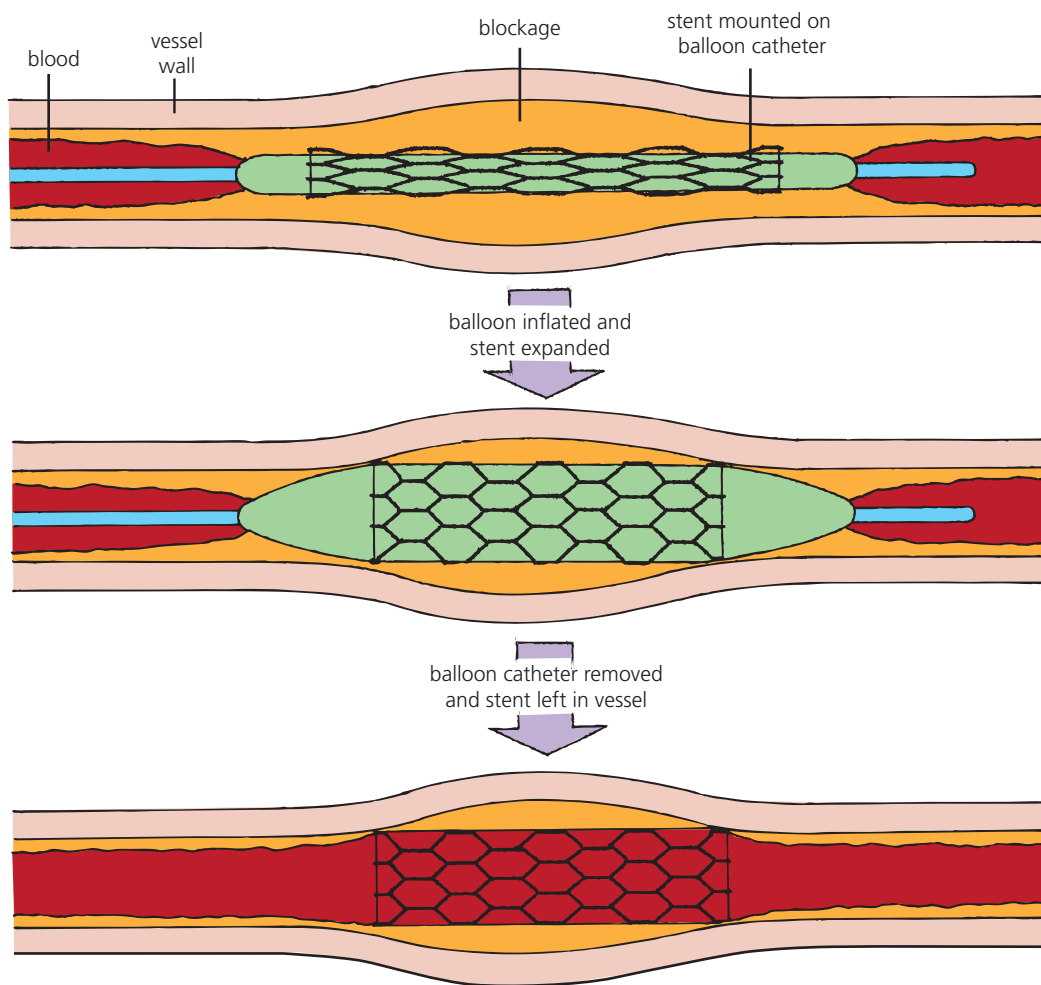 blood
vessel
wall
blockage
stent mounted on
balloon catheter
balloon inflated and
stent expanded
balloon catheter removed
and stent left in vessel